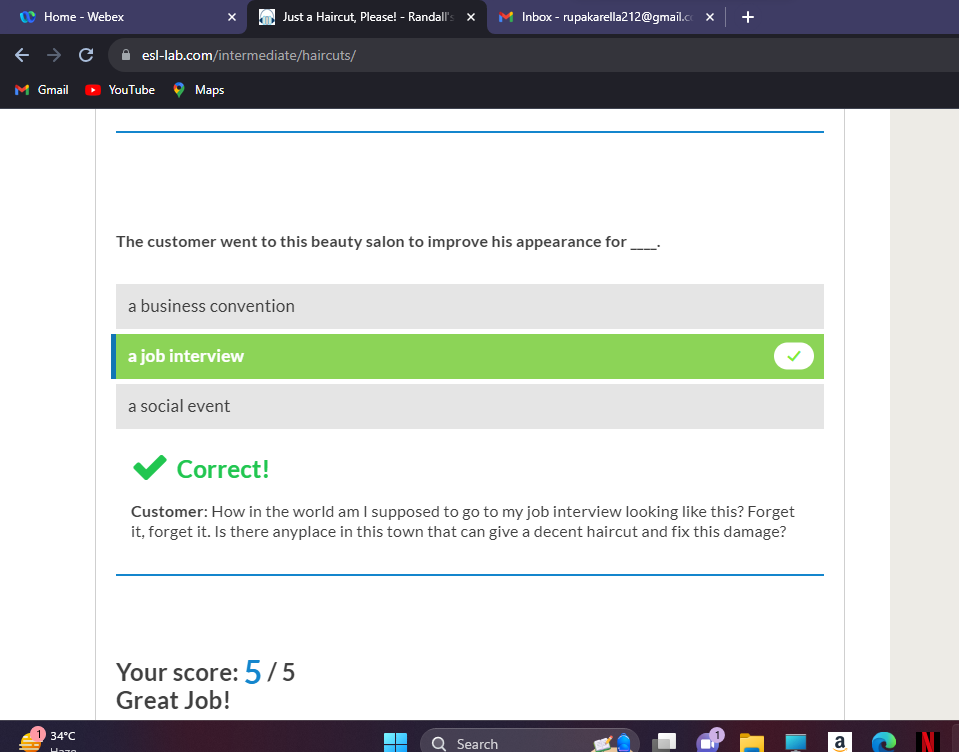 Home - Webex
Just a Haircut, Please! - Randall's
Inbox - rupakarella212@gmail.c
esl-lab.com/intermediate/haircuts/
Gmail YouTube Maps
The customer went to this beauty salon to improve his appearance for ____.
a business convention
a job interview
a social event
Correct!
Customer: How in the world am I supposed to go to my job interview looking like this? Forget
it, forget it. Is there anyplace in this town that can give a decent haircut and fix this damage?
Your score: 5 / 5
Great Job!
1 34°C
Haze
Search
1
a
N